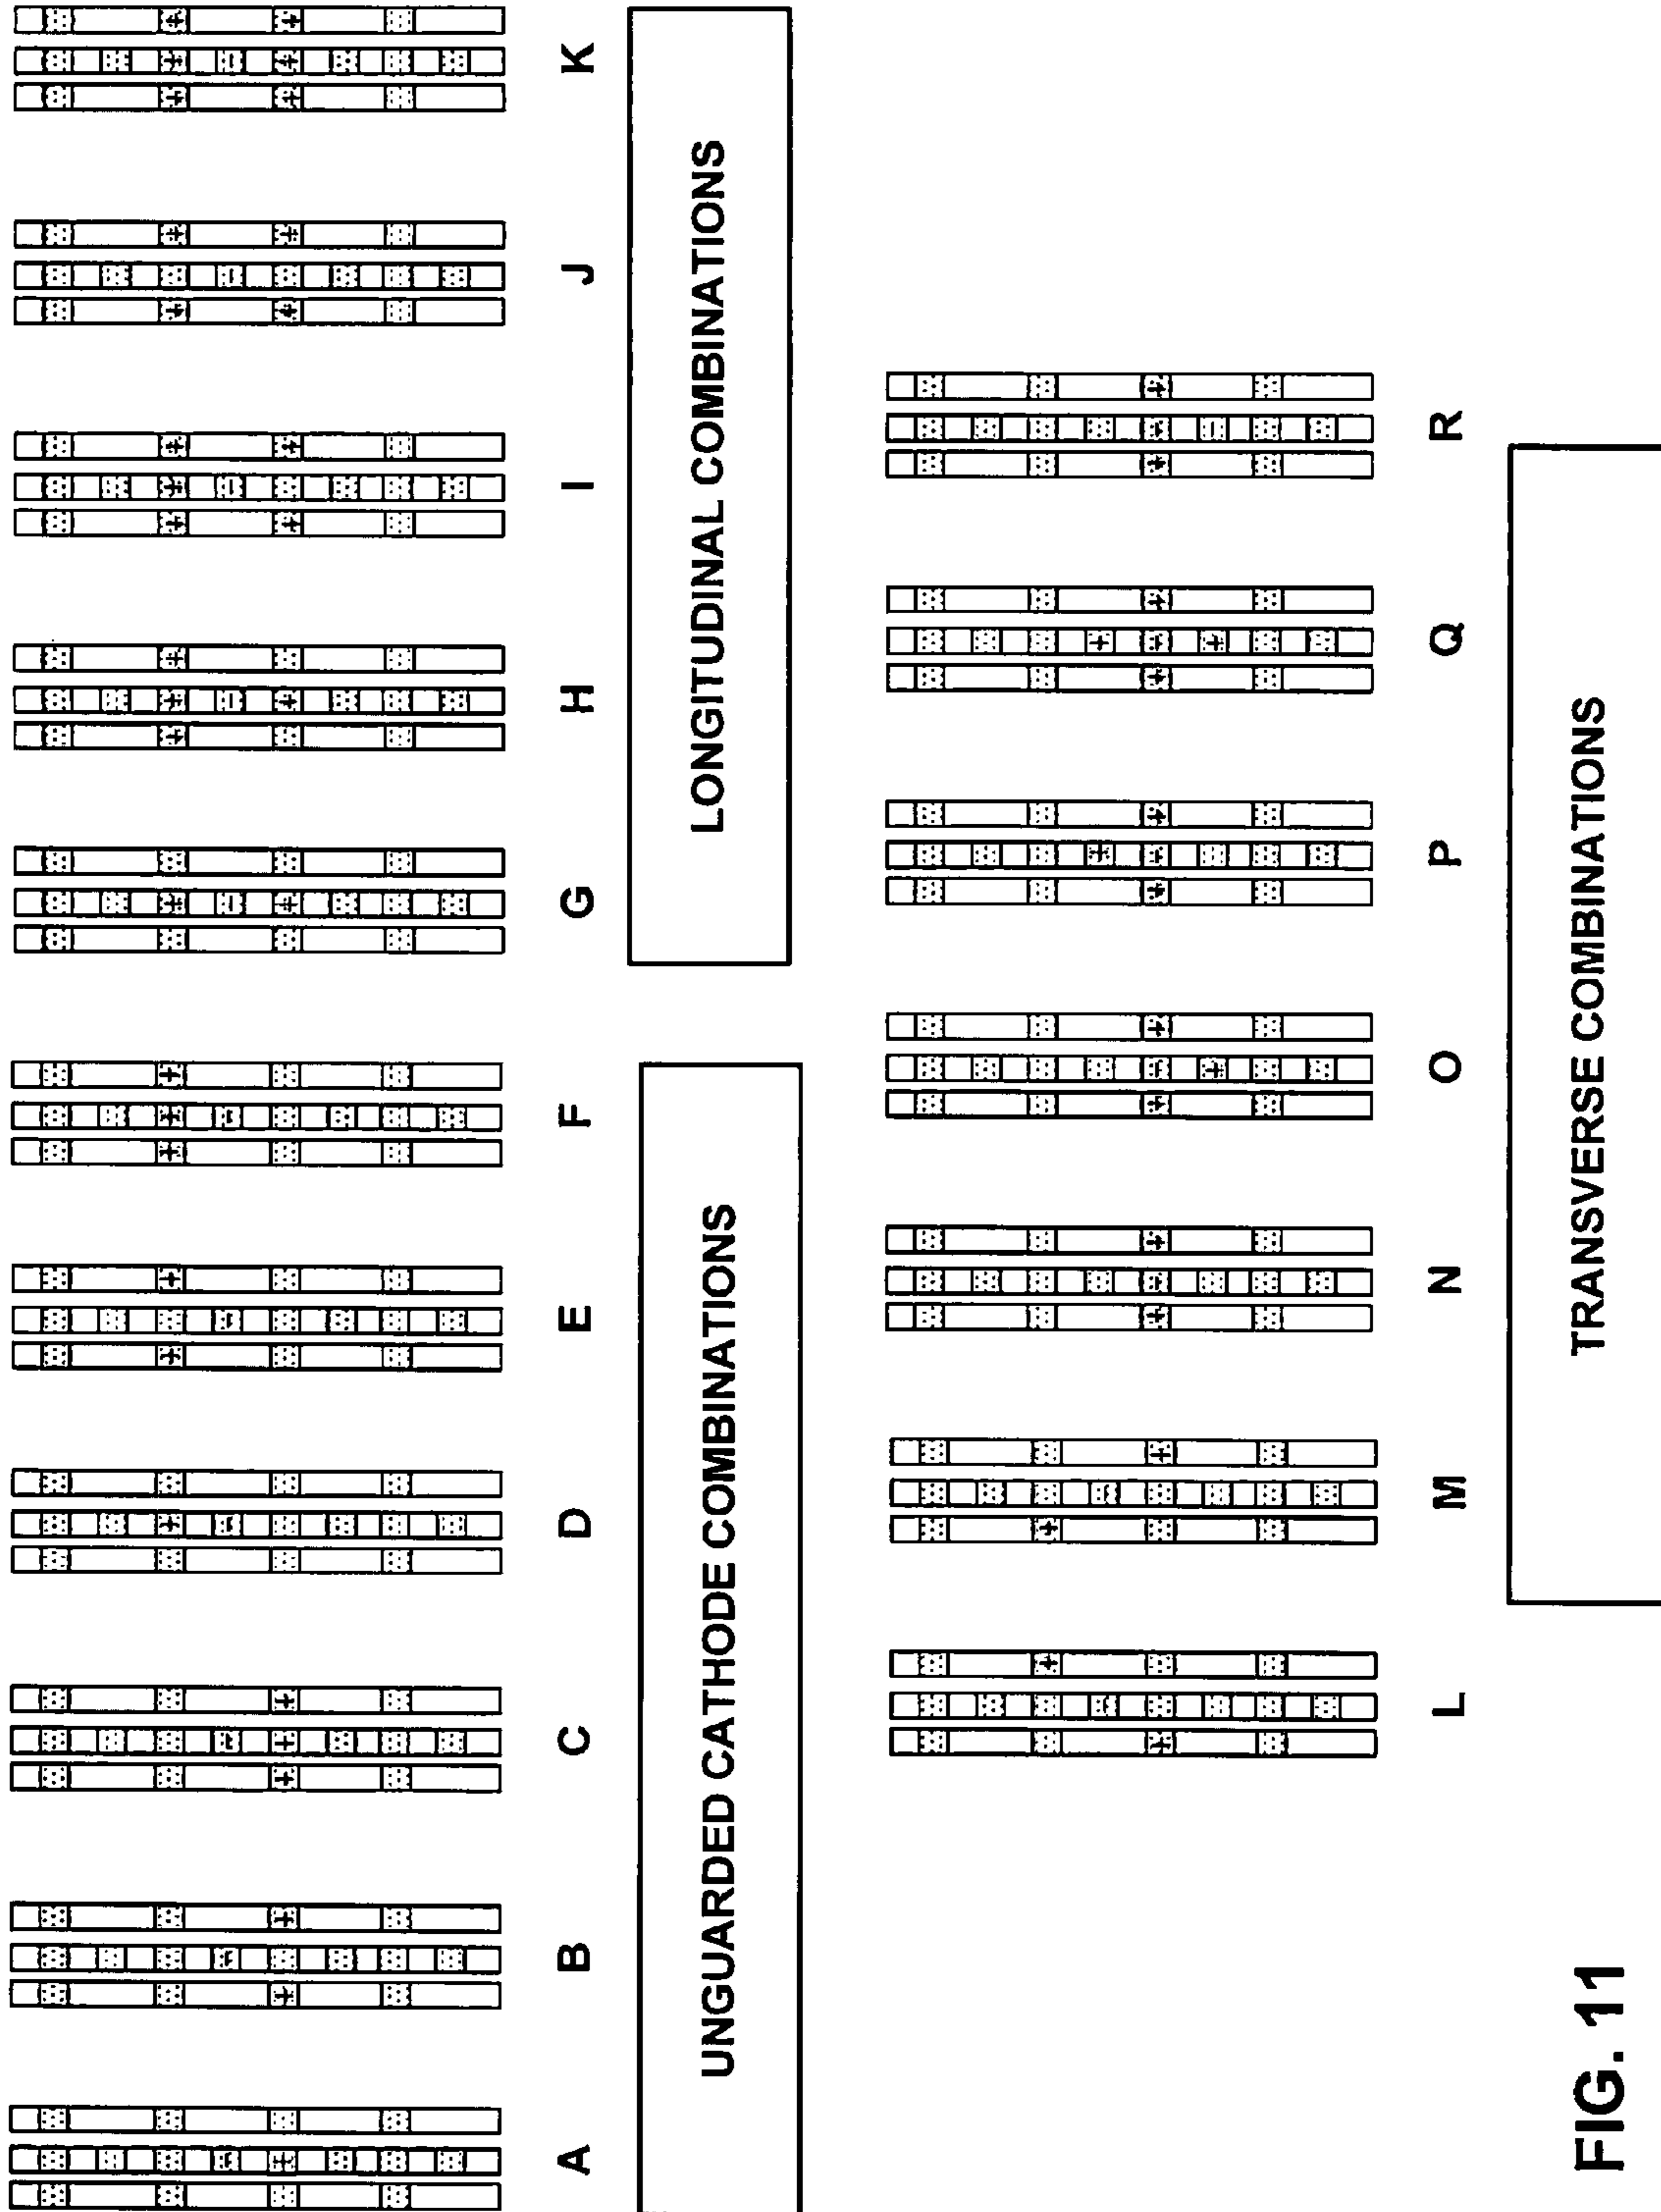 A B C D E F G H I J K
UNGUARDED CATHODE COMBINATIONS LONGITUDINAL COMBINATIONS
L M N O P Q R
TRANSVERSE COMBINATIONS
FIG. 11